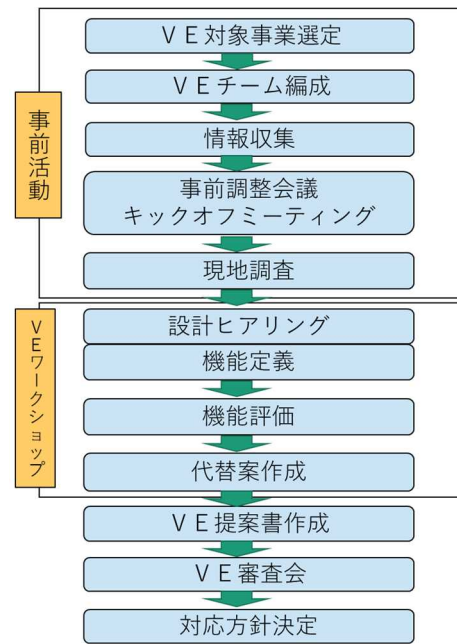 ＶＥ対象事業選定
ＶＥチーム編成
情報収集
事前調整会議
キックオフミーティング
現地調査
事前活動
設計ヒアリング
機能定義
機能評価
代替案作成
ＶＥワークショップ
ＶＥ提案書作成
ＶＥ審査会
対応方針決定